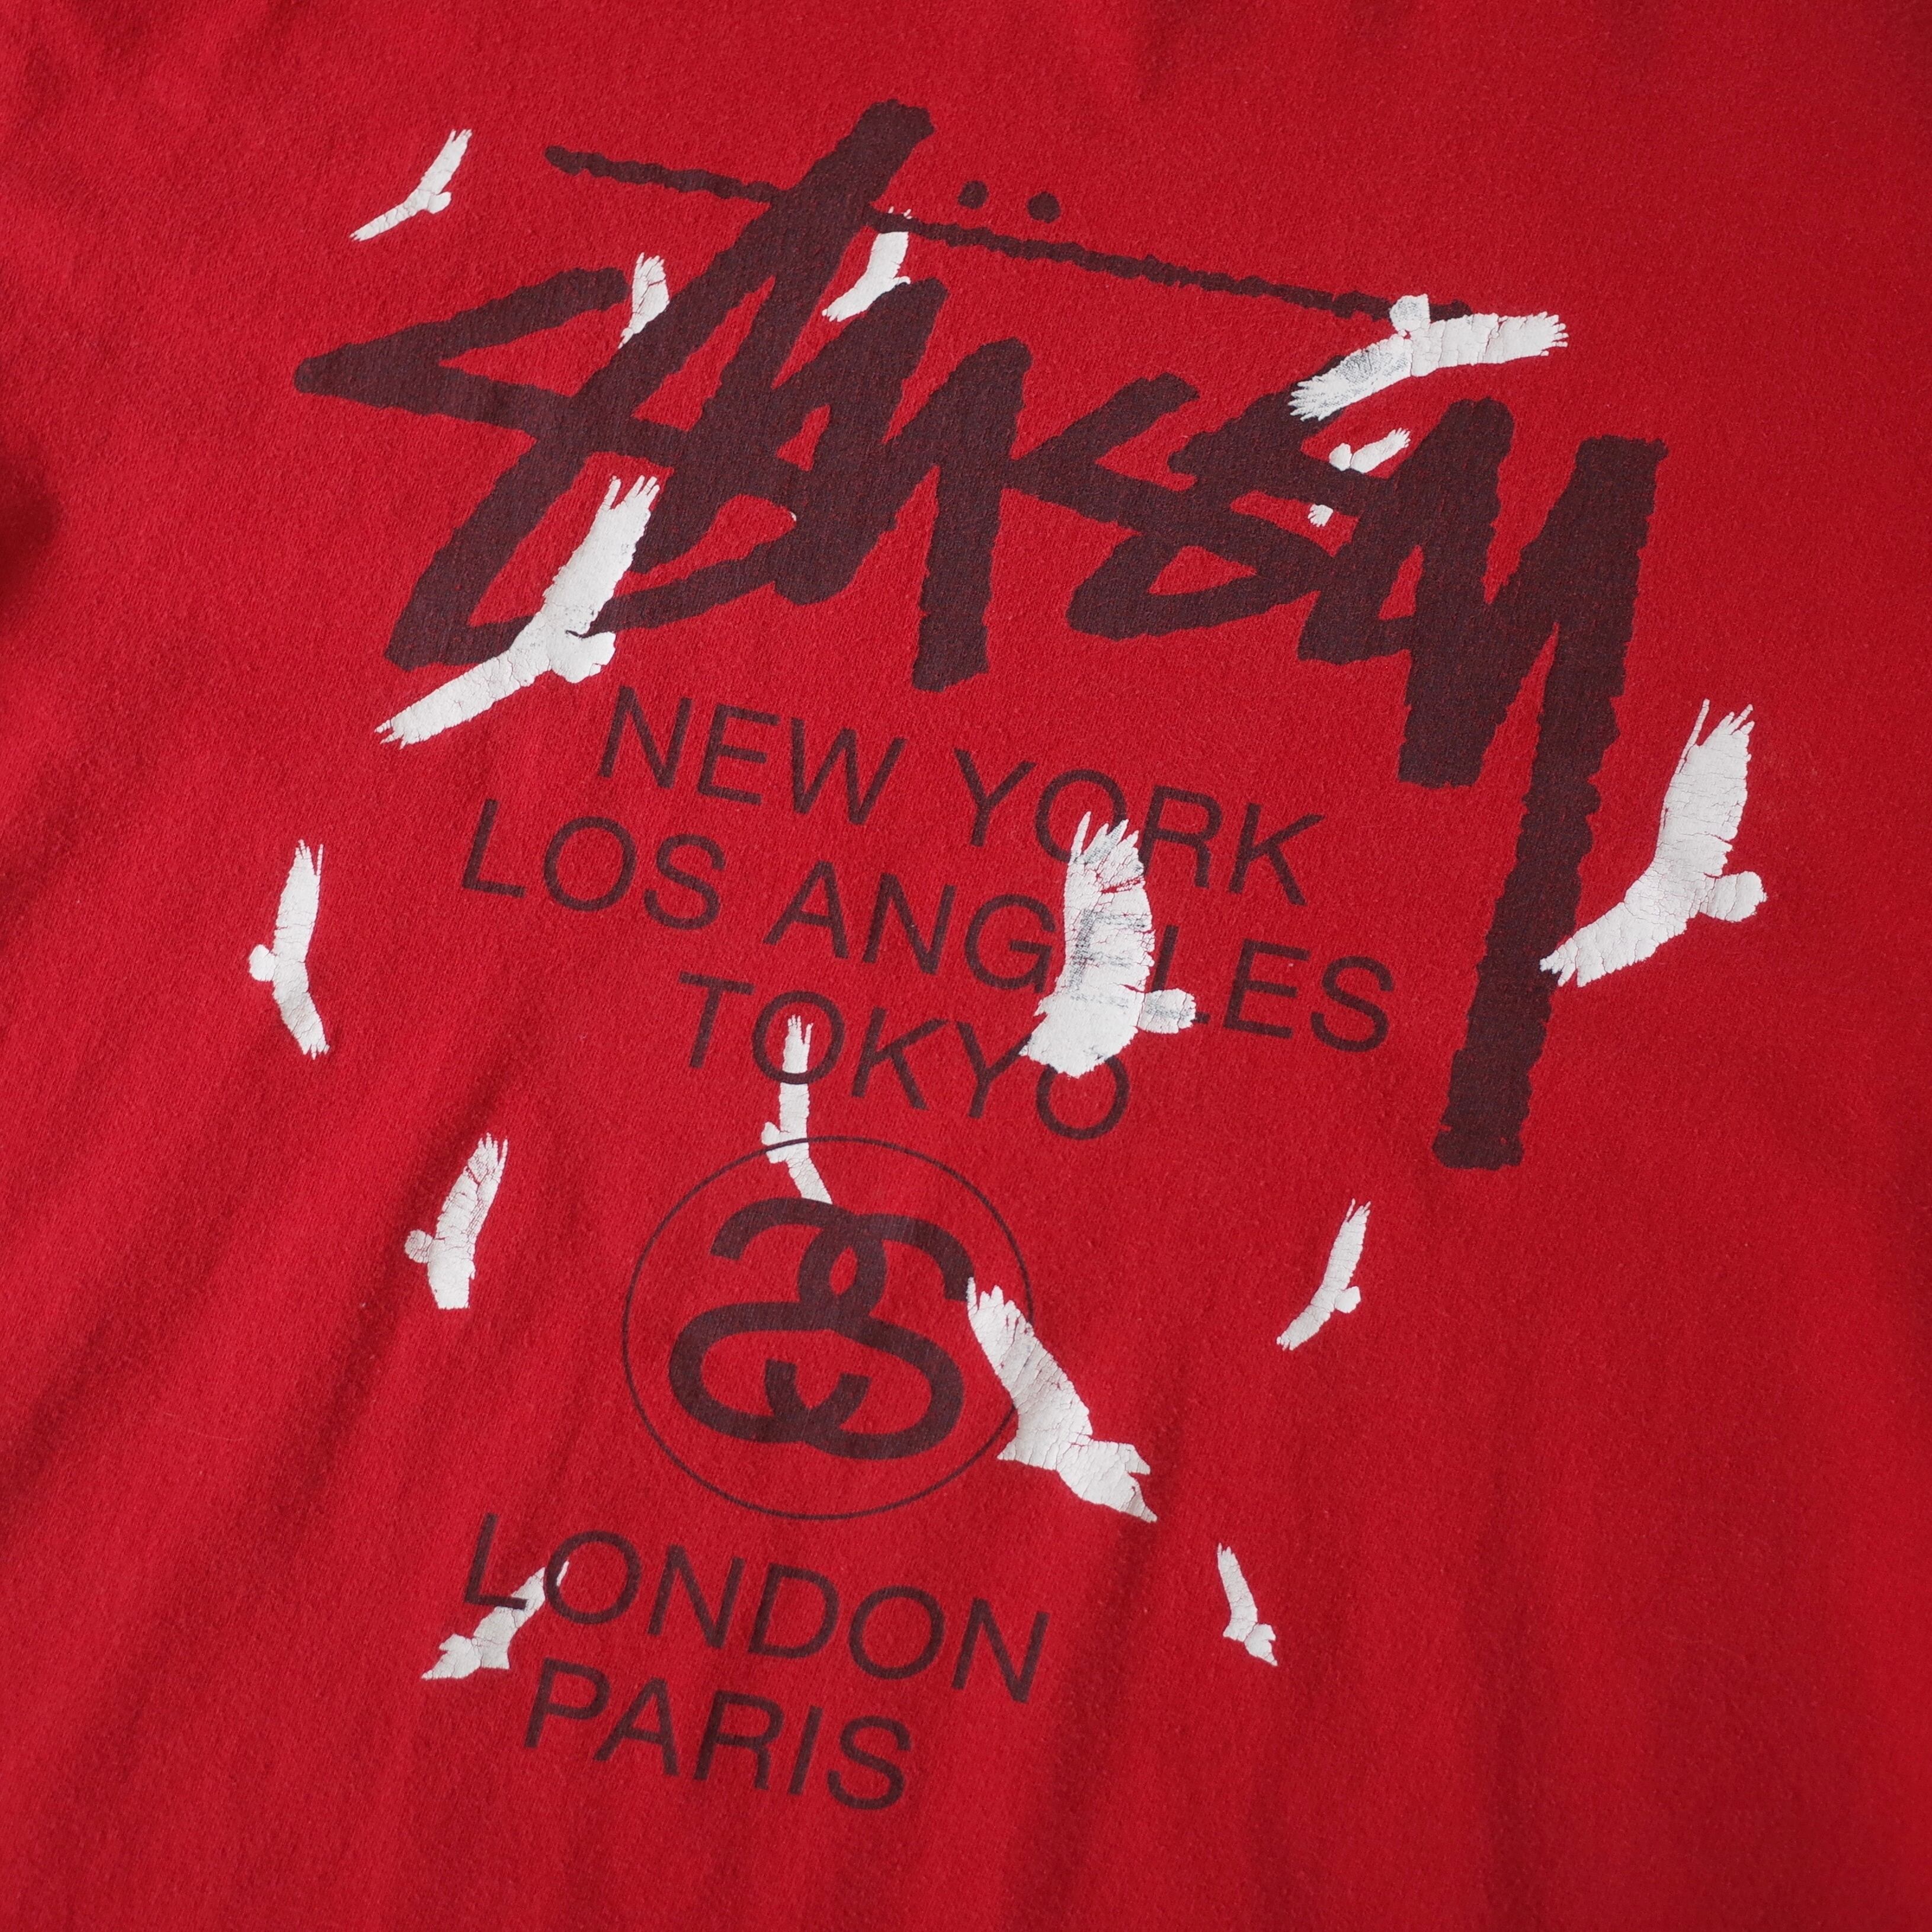 Stüssy
NEW YORK
LOS ANGELES
TOKYO
LONDON
PARIS